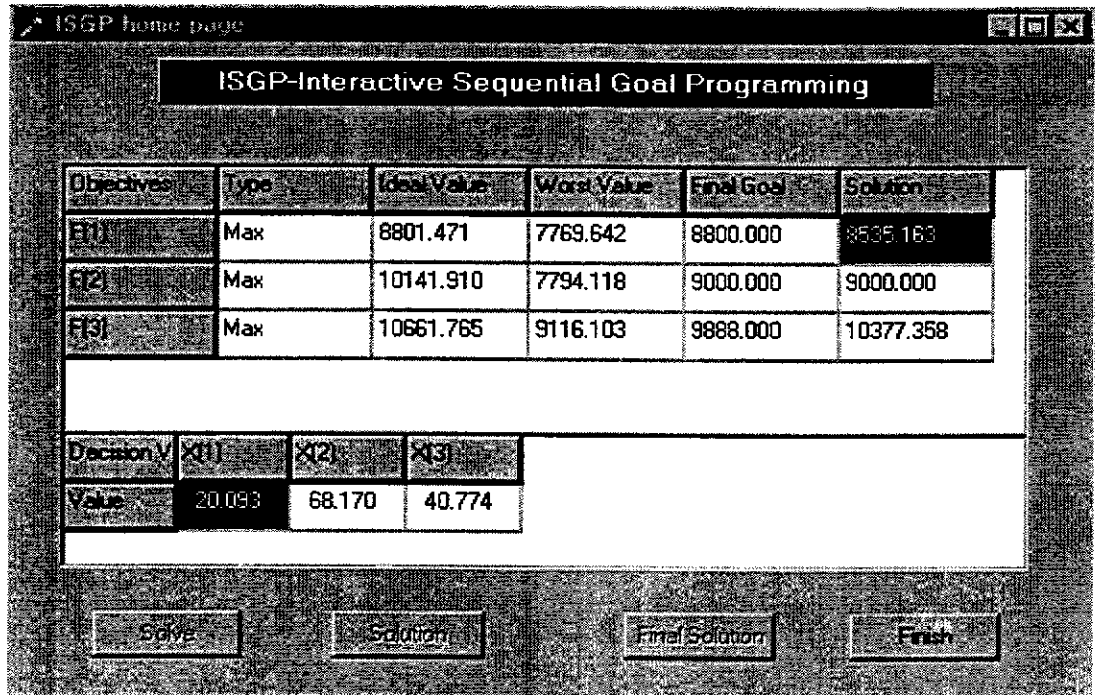 ISGP home page
ISGP-Interactive Sequential Goal Programming
Objectives Type Ideal Value Worst Value Final Goal Solution
F[1] Max 8801.471 7769.642 8800.000 8535.163
F[2] Max 10141.910 7794.118 9000.000 9000.000
F[3] Max 10661.765 9116.103 9888.000 10377.358
Decision V X[1] X[2] X[3]
Value 20.093 68.170 40.774
Solve Solution Final Solution Finish